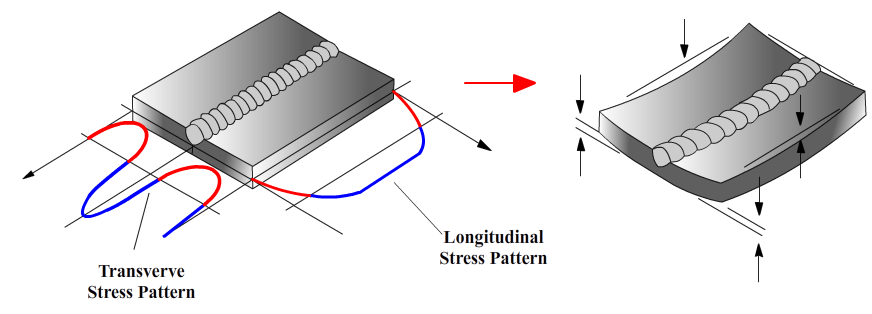 Transverve
Stress Pattern
Longitudinal
Stress Pattern